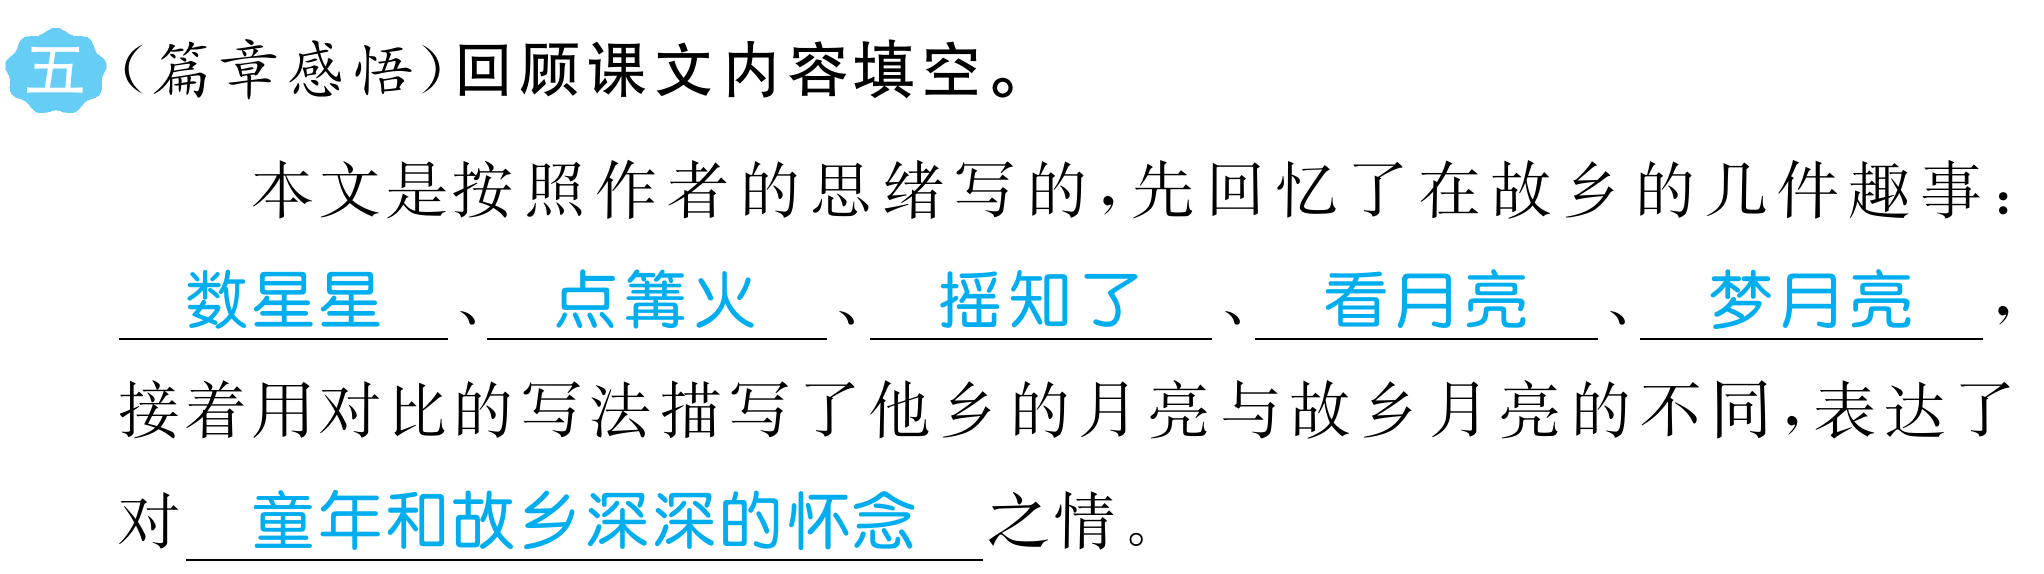 五（篇章感悟）回顾课文内容填空。
本文是按照作者的思绪写的，先回忆了在故乡的几件趣事：
数星星、点篝火、摇知了、看月亮、梦月亮，
接着用对比的写法描写了他乡的月亮与故乡月亮的不同，表达了
对童年和故乡深深的怀念之情。